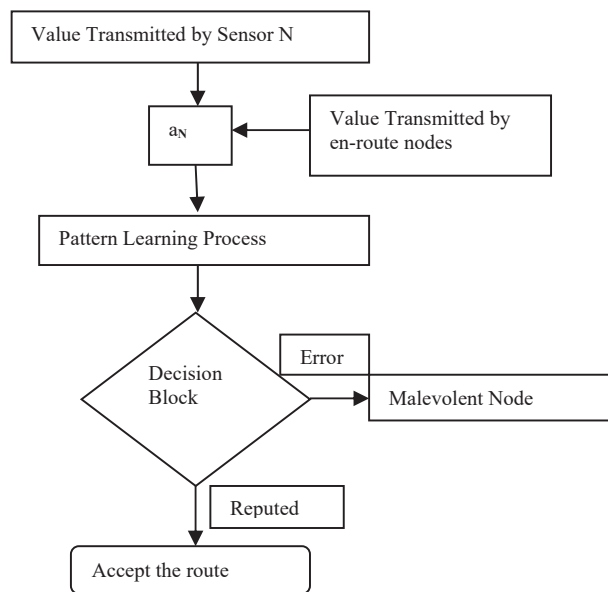 Value Transmitted by Sensor N
aN
Value Transmitted by
en-route nodes
Pattern Learning Process
Error
Decision
Block
Malevolent Node
Reputed
Accept the route